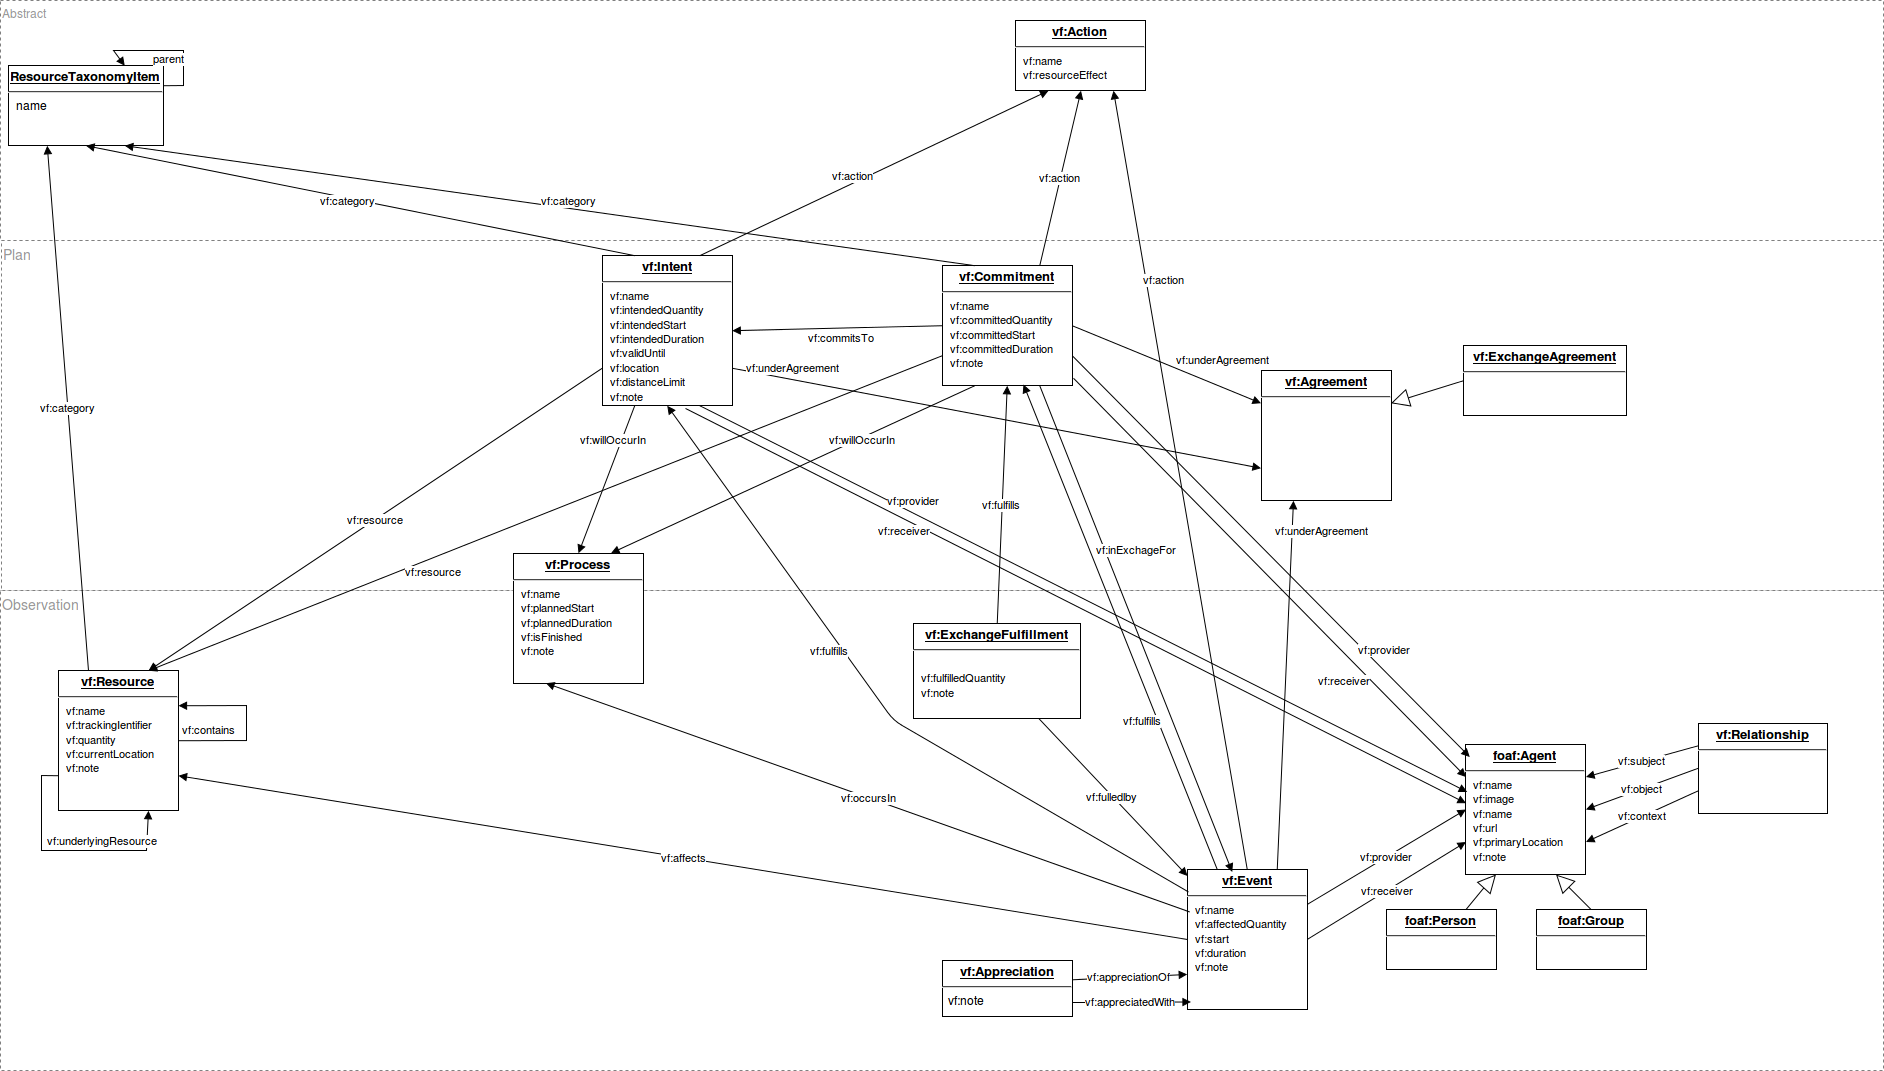 Abstract
vf:Action
vf:name
vf:resourceEffect
parent
ResourceTaxonomyItem
name
vf:action
vf:action
vf:category
vf:category
vf:action
vf:category
Plan
vf:Intent
vf:name
vf:intendedQuantity
vf:intendedStart
vf:intendedDuration
vf:validUntil
vf:location
vf:distanceLimit
vf:note
vf:Commitment
vf:name
vf:committedQuantity
vf:committedStart
vf:committedDuration
vf:note
vf:commitsTo
vf:underAgreement
vf:underAgreement
vf:Agreement
vf:ExchangeAgreement
vf:willOccurIn
vf:willOccurIn
vf:resource
vf:resource
vf:provider
vf:receiver
vf:fulfills
vf:inExchageFor
vf:underAgreement
vf:Process
vf:name
vf:plannedStart
vf:plannedDuration
vf:isFinished
vf:note
Observation
vf:ExchangeFulfillment
vf:fulfilledQuantity
vf:note
vf:fulfills
vf:fulfills
vf:provider
vf:receiver
vf:Resource
vf:name
vf:trackingIdentifier
vf:quantity
vf:currentLocation
vf:note
vf:contains
vf:underlyingResource
vf:affects
vf:occursIn
vf:fulledIby
foaf:Agent
vf:name
vf:image
vf:name
vf:url
vf:primaryLocation
vf:note
vf:Relationship
vf:subject
vf:object
vf:context
vf:provider
vf:receiver
foaf:Person
foaf:Group
vf:Event
vf:name
vf:affectedQuantity
vf:start
vf:duration
vf:note
vf:Appreciation
vf:note
vf:appreciationOf
vf:appreciatedWith